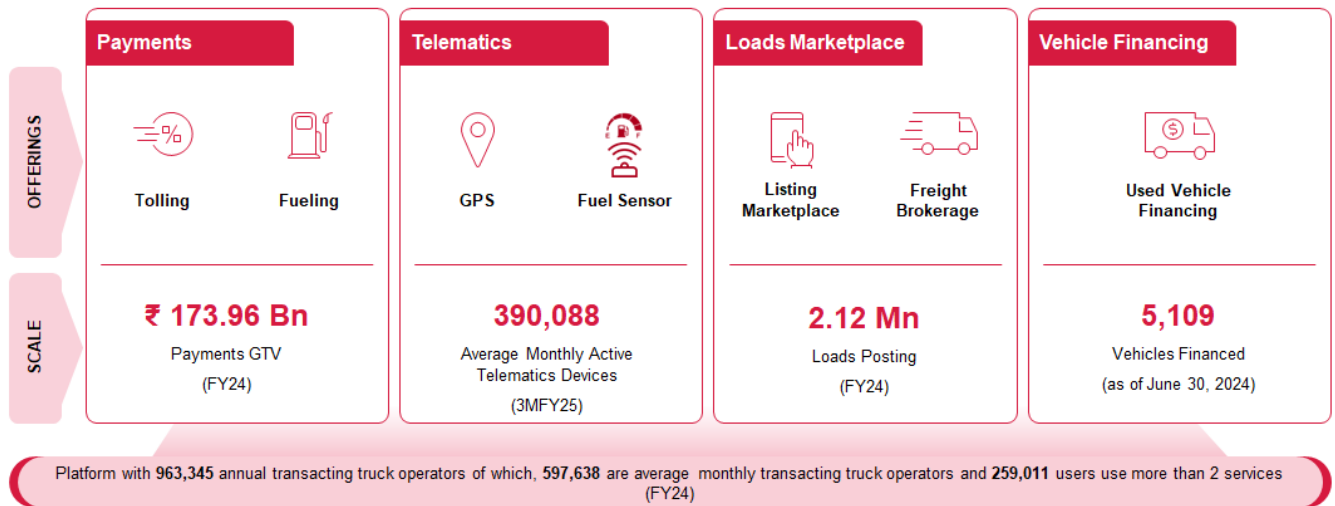 Payments
Telematics
Loads Marketplace
Vehicle Financing
OFFERINGS
%
E
F
$
Tolling
Fueling
GPS
Fuel Sensor
Listing
Marketplace
Freight
Brokerage
Used Vehicle
Financing
SCALE
₹ 173.96 Bn
Payments GTV
(FY24)
390,088
Average Monthly Active
Telematics Devices
(3MFY25)
2.12 Mn
Loads Posting
(FY24)
5,109
Vehicles Financed
(as of June 30, 2024)
Platform with 963,345 annual transacting truck operators of which, 597,638 are average monthly transacting truck operators and 259,011 users use more than 2 services
(FY24)